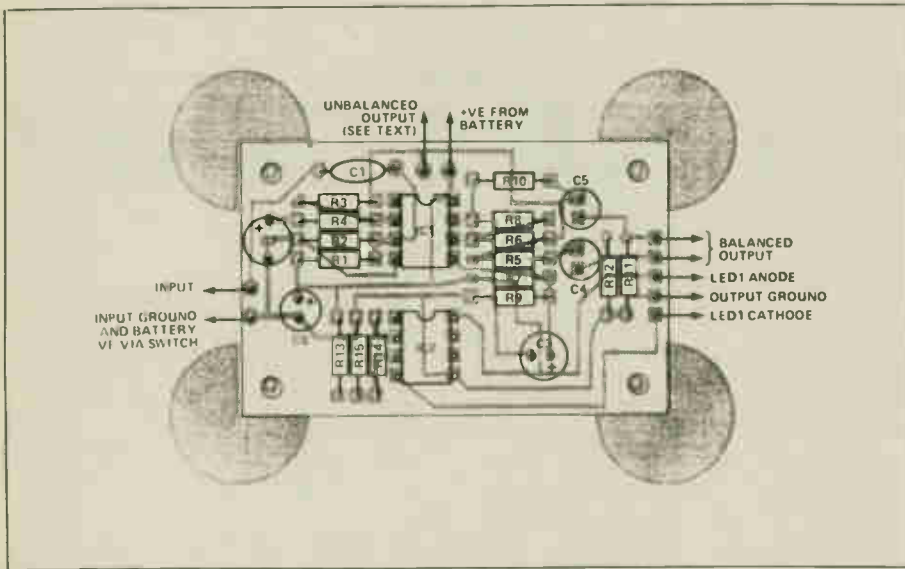 UNBALANCED
OUTPUT
(SEE TEXT)
+VE FROM
BATTERY
C1
R10
C5
R3
R4
R2
R1
R8
R6
R5
R9
C4
R12
R11
+
BALANCED
OUTPUT
INPUT
LED1 ANODE
OUTPUT GROUND
INPUT GROUND
AND BATTERY
VE VIA SWITCH
LED1 CATHODE
R13
R15
R14
+